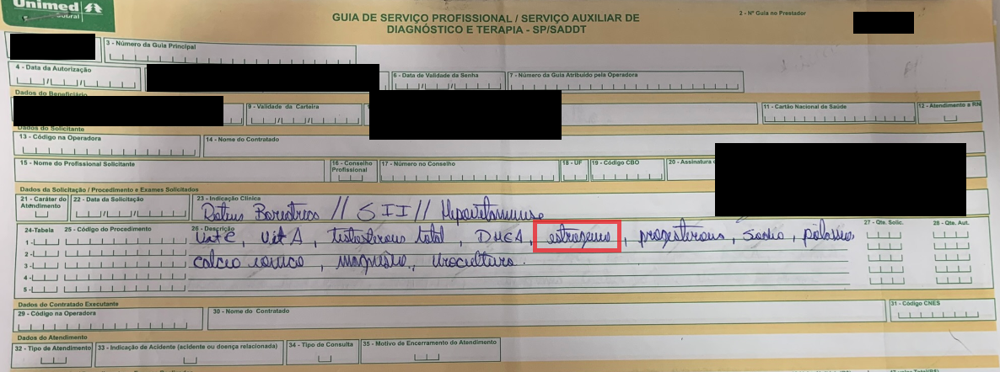 Unimed
Sobral
GUIA DE SERVIÇO PROFISSIONAL / SERVIÇO AUXILIAR DE
DIAGNÓSTICO E TERAPIA - SP/SADDT
2 - Nº Guia no Prestador
3 - Número da Guia Principal
4 - Data da Autorização
6 - Data de Validade da Senha
7 - Número da Guia Atribuido pela Operadora
Dados do Beneficiário
9 - Validade da Carteira
11 - Cartão Nacional de Saúde
12 - Atendimento a RN
Dados do Solicitante
13 - Código na Operadora
14 - Nome do Contratado
15 - Nome do Profissional Solicitante
16 - Conselho Profissional
17 - Número no Conselho
18 - UF
19 - Código CBO
20 - Assinatura
Dados da Solicitação / Procedimento e Exames Solicitados
21 - Caráter do Atendimento
22 - Data da Solicitação
23 - Indicação Clínica
// SII //
24-Tabela
25 - Código do Procedimento
26 - Descrição
27 - Qte. Solic.
28 - Qte. Aut.
1 -
vit C, vit A, testosterona total, DHEA, estrogeno, progesterona, sodio, potassio
2 -
3 -
calcio ionico, magnesio, urocultura.
4 -
5 -
Dados do Contratado Executante
29 - Código na Operadora
30 - Nome do Contratado
31 - Código CNES
Dados do Atendimento
32 - Tipo de Atendimento
33 - Indicação de Acidente (acidente ou doença relacionada)
34 - Tipo de Consulta
35 - Motivo de Encerramento do Atendimento